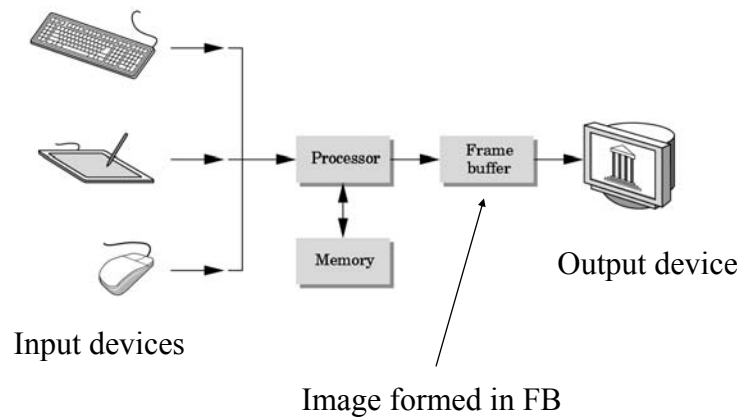 Processor
Frame
buffer
Memory
Output device
Input devices
Image formed in FB